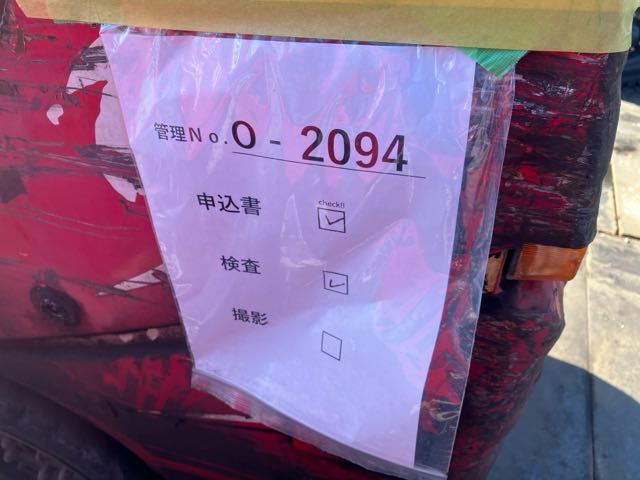 管理No.O-2094
check!!
申込書
検査
撮影